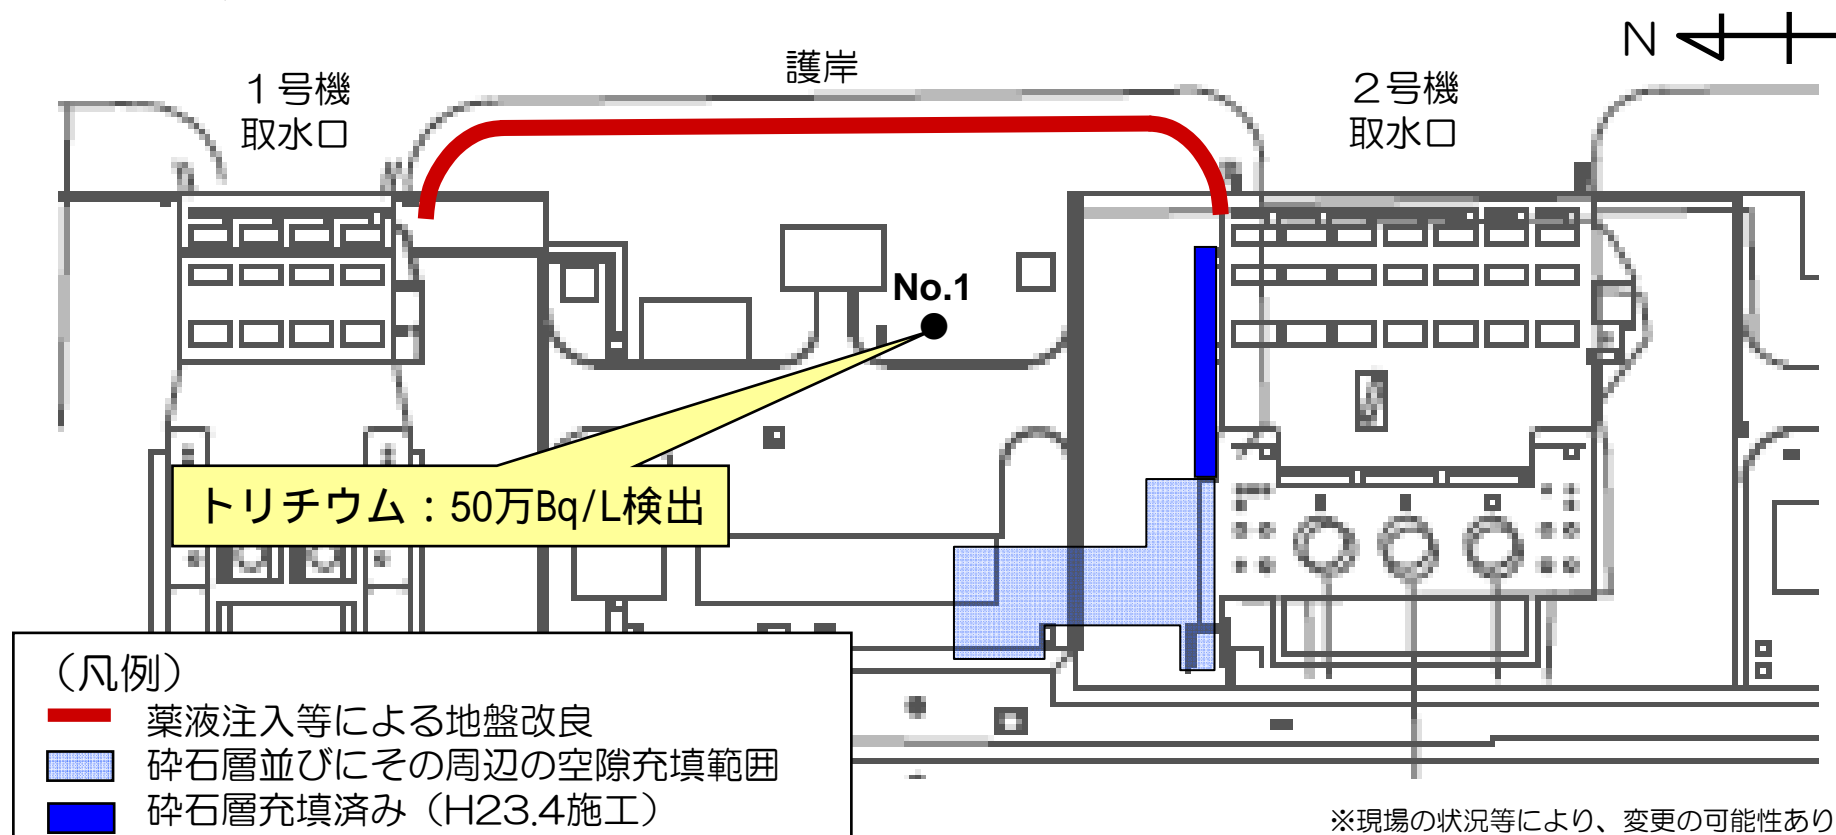 N
護岸
１号機
取水口
２号機
取水口
No.1
トリチウム：50万Bq/L検出
（凡例）
薬液注入等による地盤改良
砕石層並びにその周辺の空隙充填範囲
砕石層充填済み（H23.4施工）
※現場の状況等により、変更の可能性あり